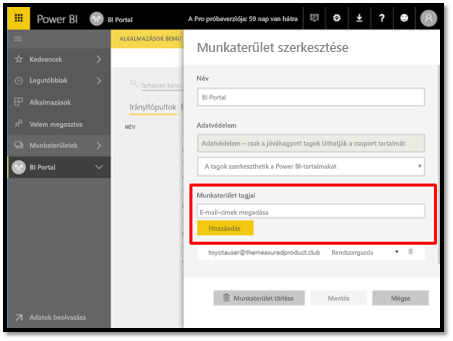 Power BI BI Portal A Pro próbaverziója: 59 nap van hátra
Kedvencek
Legutóbbiak
Alkalmazások
Velem megosztva
Munkaterületek
BI Portal
Adatok beolvasása
ALKALMAZÁSOK BEMU
Tartalom kere
Irányítópultok
NÉV
Munkaterület szerkesztése
Név
BI Portal
Adatvédelem
Adatvédelem – csak a jóváhagyott tagok láthatják a csoport tartalmát
A tagok szerkeszthetik a Power BI-tartalmakat
Munkaterület tagjai
E-mail-címek megadása
Hozzáadás
toyotauser@themeasuredproduct.club Rendszergazda
Munkaterület törlése Mentés Mégse